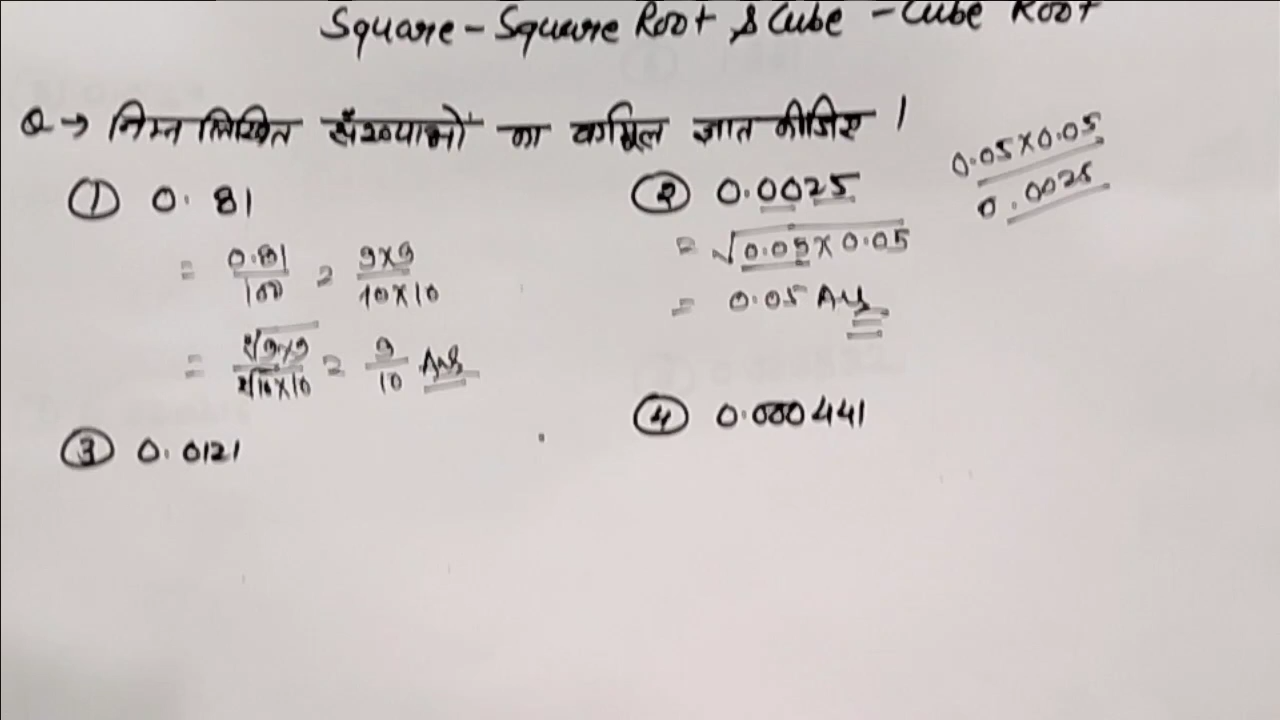 Square - Square Root & Cube - Cube Root
Q → निम्न लिखित सँख्याओं का वर्गमूल ज्ञात कीजिए ।
① 0.81
= 0.81/100 = 9×9/10×10
= √9×9/√10×10 = 9/10 Ans
② 0.0025
= √0.05×0.05
= 0.05 Ans
0.05×0.05
0.0025
③ 0.0121
④ 0.000441